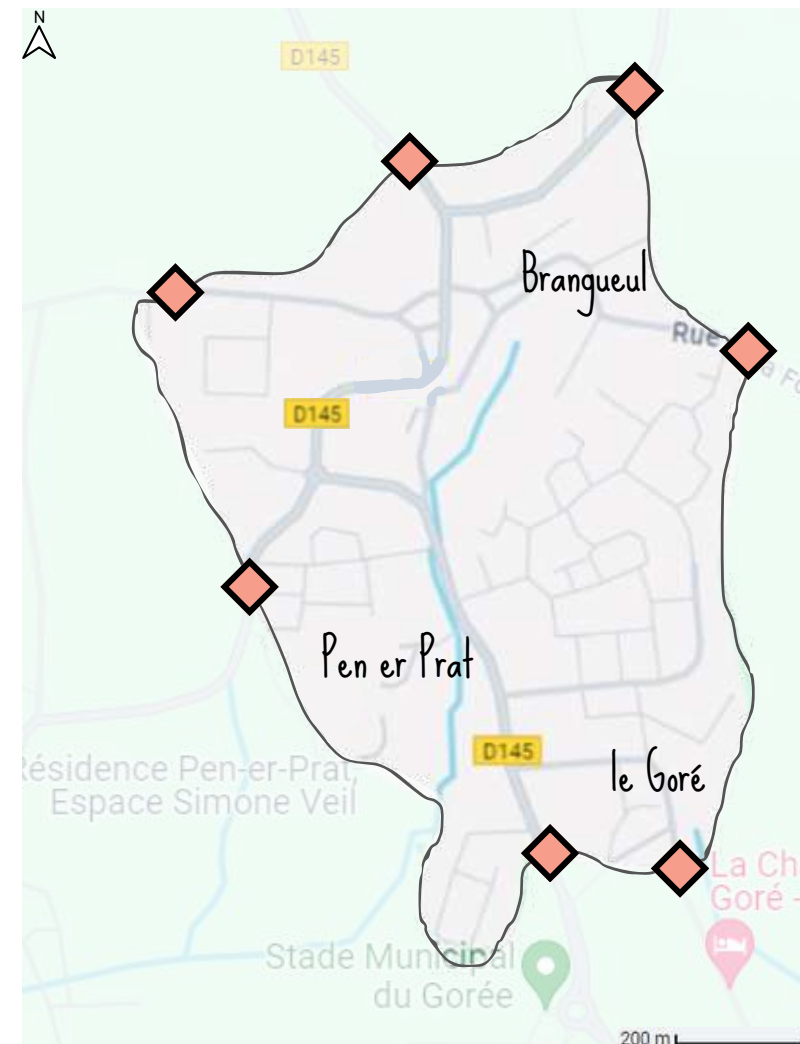 N
D145
Brangueul
Rue
D145
Pen er Prat
D145
le Goré
Résidence Pen-er-Prat,
Espace Simone Veil
La Ch
Goré -
Stade Municipal
du Gorée
200 m